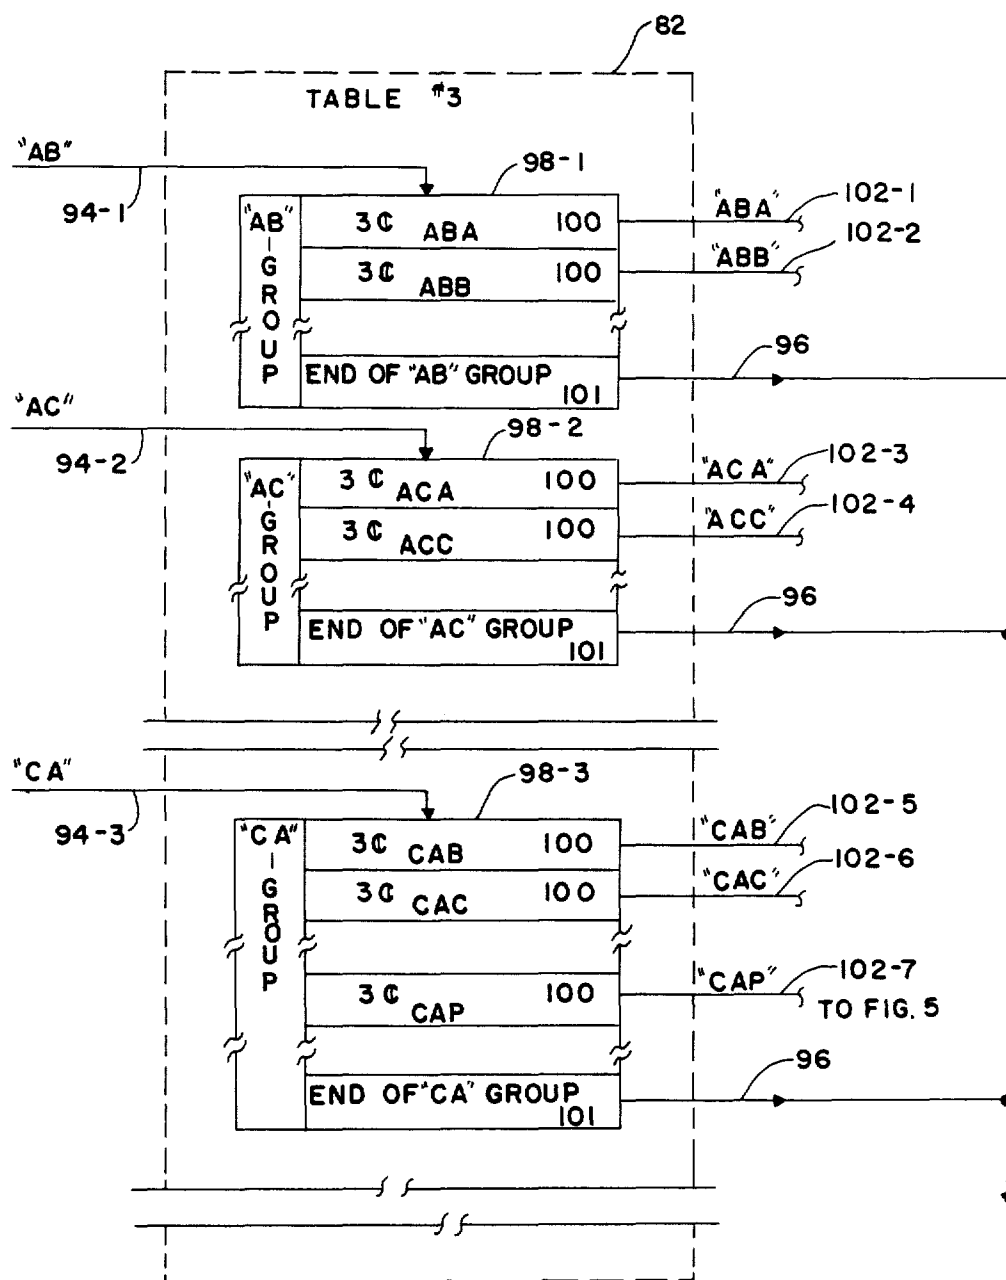 82
TABLE #3
"AB"
94-1
98-1
"AB"-GROUP
3₵ ABA 100
3₵ ABB 100
END OF "AB" GROUP
101
"ABA"
102-1
"ABB"
102-2
96
"AC"
94-2
98-2
"AC"-GROUP
3₵ ACA 100
3₵ ACC 100
END OF "AC" GROUP
101
"ACA"
102-3
"ACC"
102-4
96
"CA"
94-3
98-3
"CA"-GROUP
3₵ CAB 100
3₵ CAC 100
3₵ CAP 100
END OF "CA" GROUP
101
"CAB"
102-5
"CAC"
102-6
"CAP"
102-7
TO FIG. 5
96